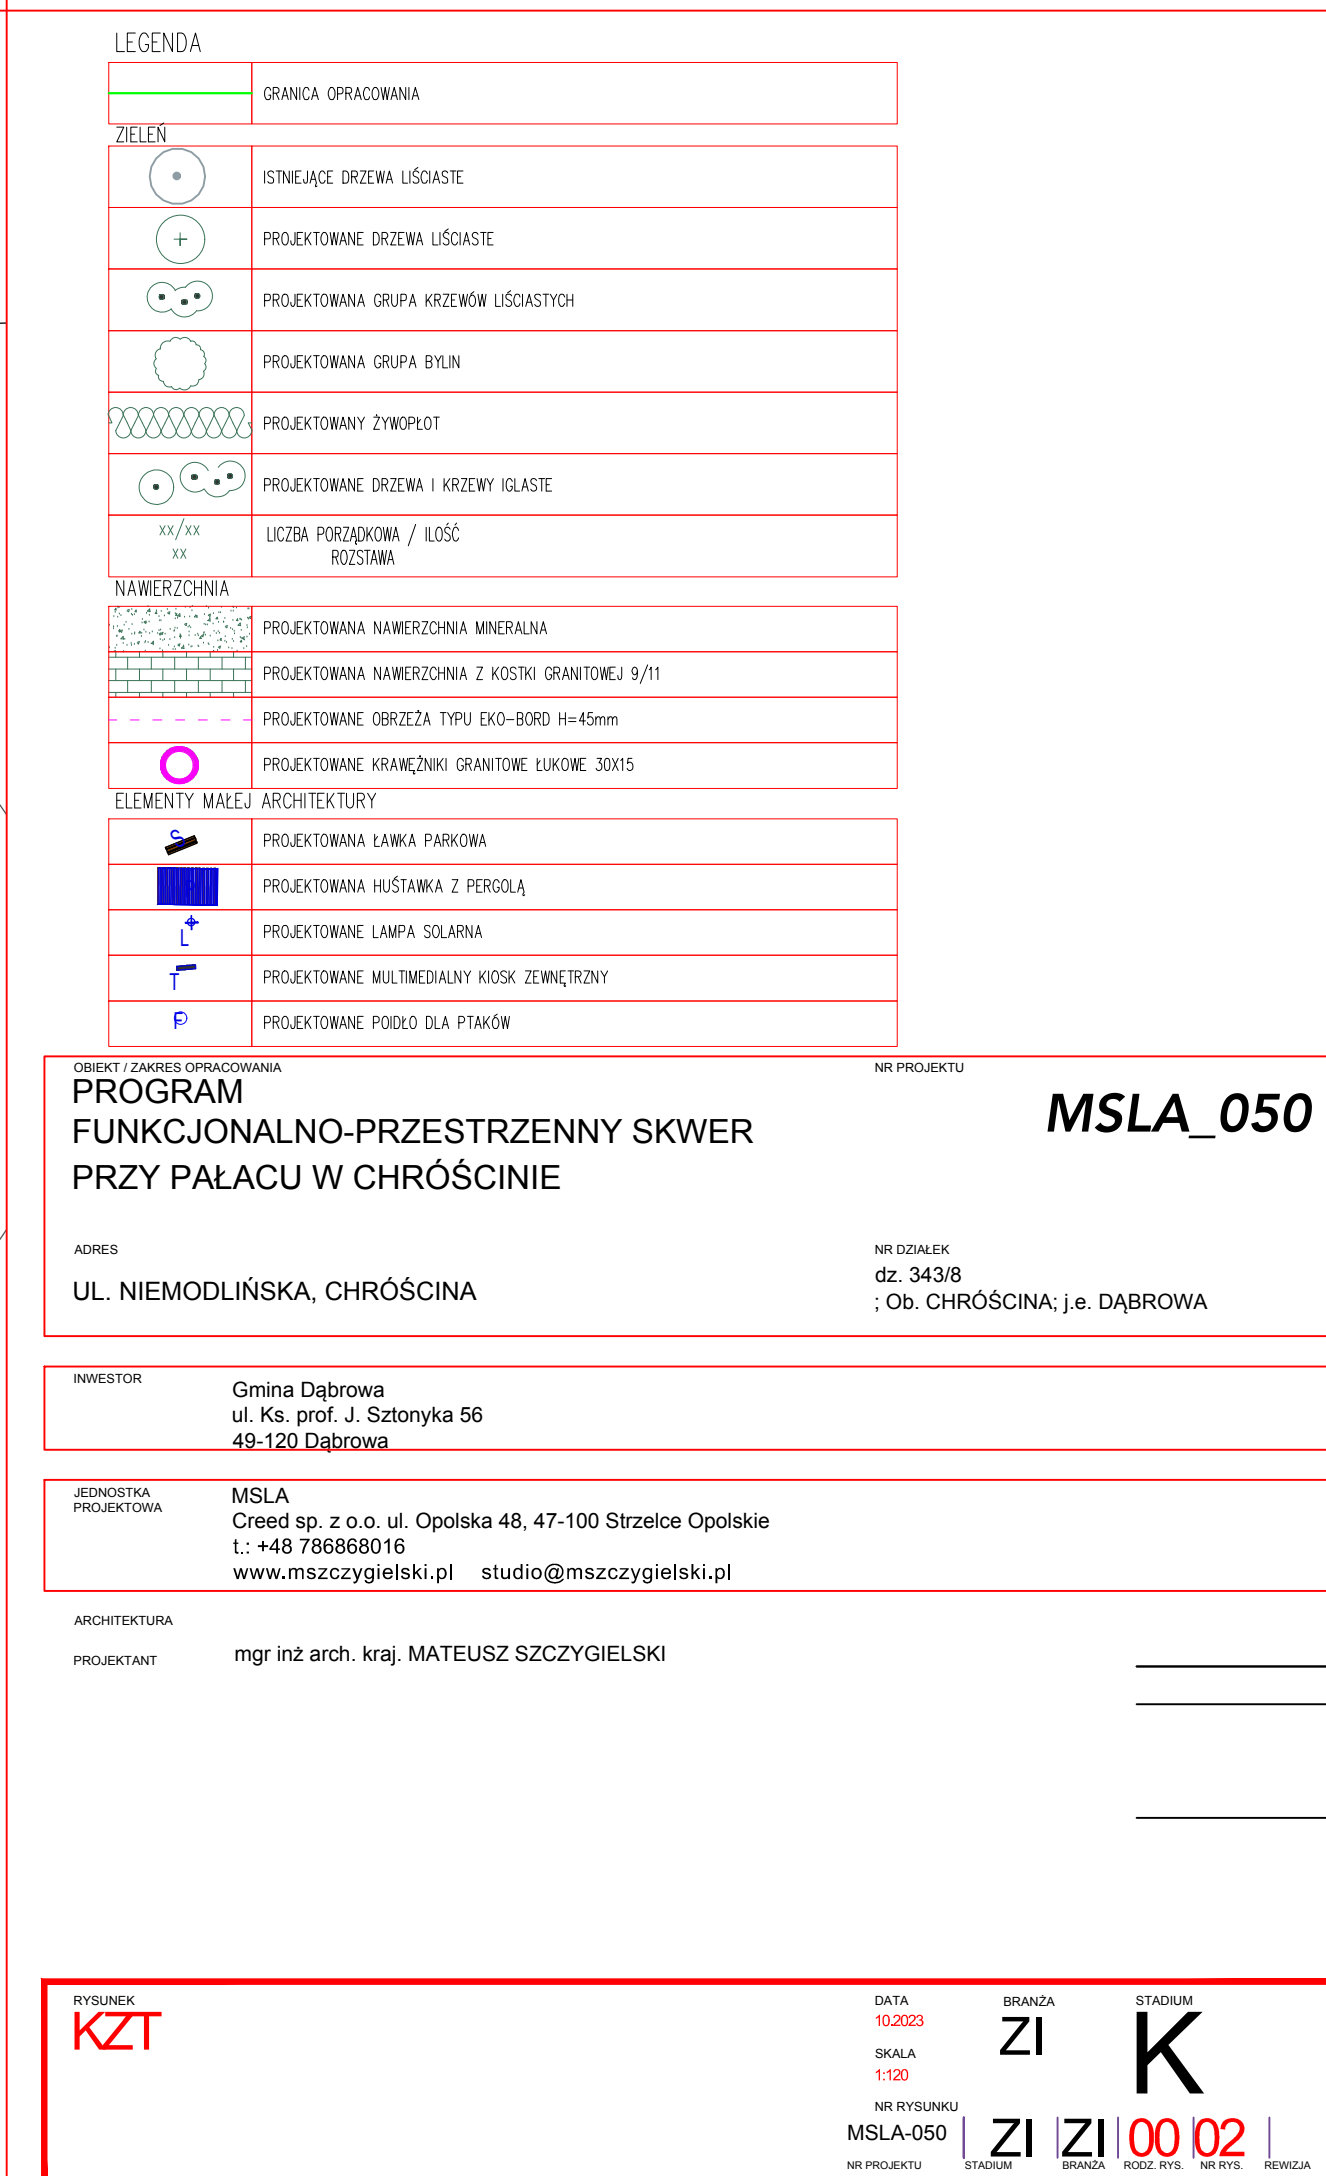 LEGENDA
GRANICA OPRACOWANIA
ZIELEŃ
ISTNIEJĄCE DRZEWA LIŚCIASTE
PROJEKTOWANE DRZEWA LIŚCIASTE
PROJEKTOWANA GRUPA KRZEWÓW LIŚCIASTYCH
PROJEKTOWANA GRUPA BYLIN
PROJEKTOWANY ŻYWOPŁOT
PROJEKTOWANE DRZEWA I KRZEWY IGLASTE
xx/xx LICZBA PORZĄDKOWA / ILOŚĆ
xx ROZSTAWA
NAWIERZCHNIA
PROJEKTOWANA NAWIERZCHNIA MINERALNA
PROJEKTOWANA NAWIERZCHNIA Z KOSTKI GRANITOWEJ 9/11
PROJEKTOWANE OBRZEŻA TYPU EKO-BORD H=45mm
PROJEKTOWANE KRAWĘŻNIKI GRANITOWE ŁUKOWE 30X15
ELEMENTY MAŁEJ ARCHITEKTURY
S PROJEKTOWANA ŁAWKA PARKOWA
PROJEKTOWANA HUŚTAWKA Z PERGOLĄ
L PROJEKTOWANE LAMPA SOLARNA
T PROJEKTOWANE MULTIMEDIALNY KIOSK ZEWNĘTRZNY
P PROJEKTOWANE POIDŁO DLA PTAKÓW
OBIEKT / ZAKRES OPRACOWANIA
PROGRAM
FUNKCJONALNO-PRZESTRZENNY SKWER
PRZY PAŁACU W CHRÓŚCINIE
NR PROJEKTU
MSLA_050
ADRES
UL. NIEMODLIŃSKA, CHRÓŚCINA
NR DZIAŁEK
dz. 343/8
; Ob. CHRÓŚCINA; j.e. DĄBROWA
INWESTOR
Gmina Dąbrowa
ul. Ks. prof. J. Sztonyka 56
49-120 Dąbrowa
JEDNOSTKA
PROJEKTOWA
MSLA
Creed sp. z o.o. ul. Opolska 48, 47-100 Strzelce Opolskie
t.: +48 786868016
www.mszczygielski.pl studio@mszczygielski.pl
ARCHITEKTURA
PROJEKTANT mgr inż arch. kraj. MATEUSZ SZCZYGIELSKI
RYSUNEK
KZT
DATA
10.2023
SKALA
1:120
BRANŻA
ZI
STADIUM
K
NR RYSUNKU
MSLA-050 ZI ZI 00 02
NR PROJEKTU STADIUM BRANŻA RODZ. RYS. NR RYS. REWIZJA